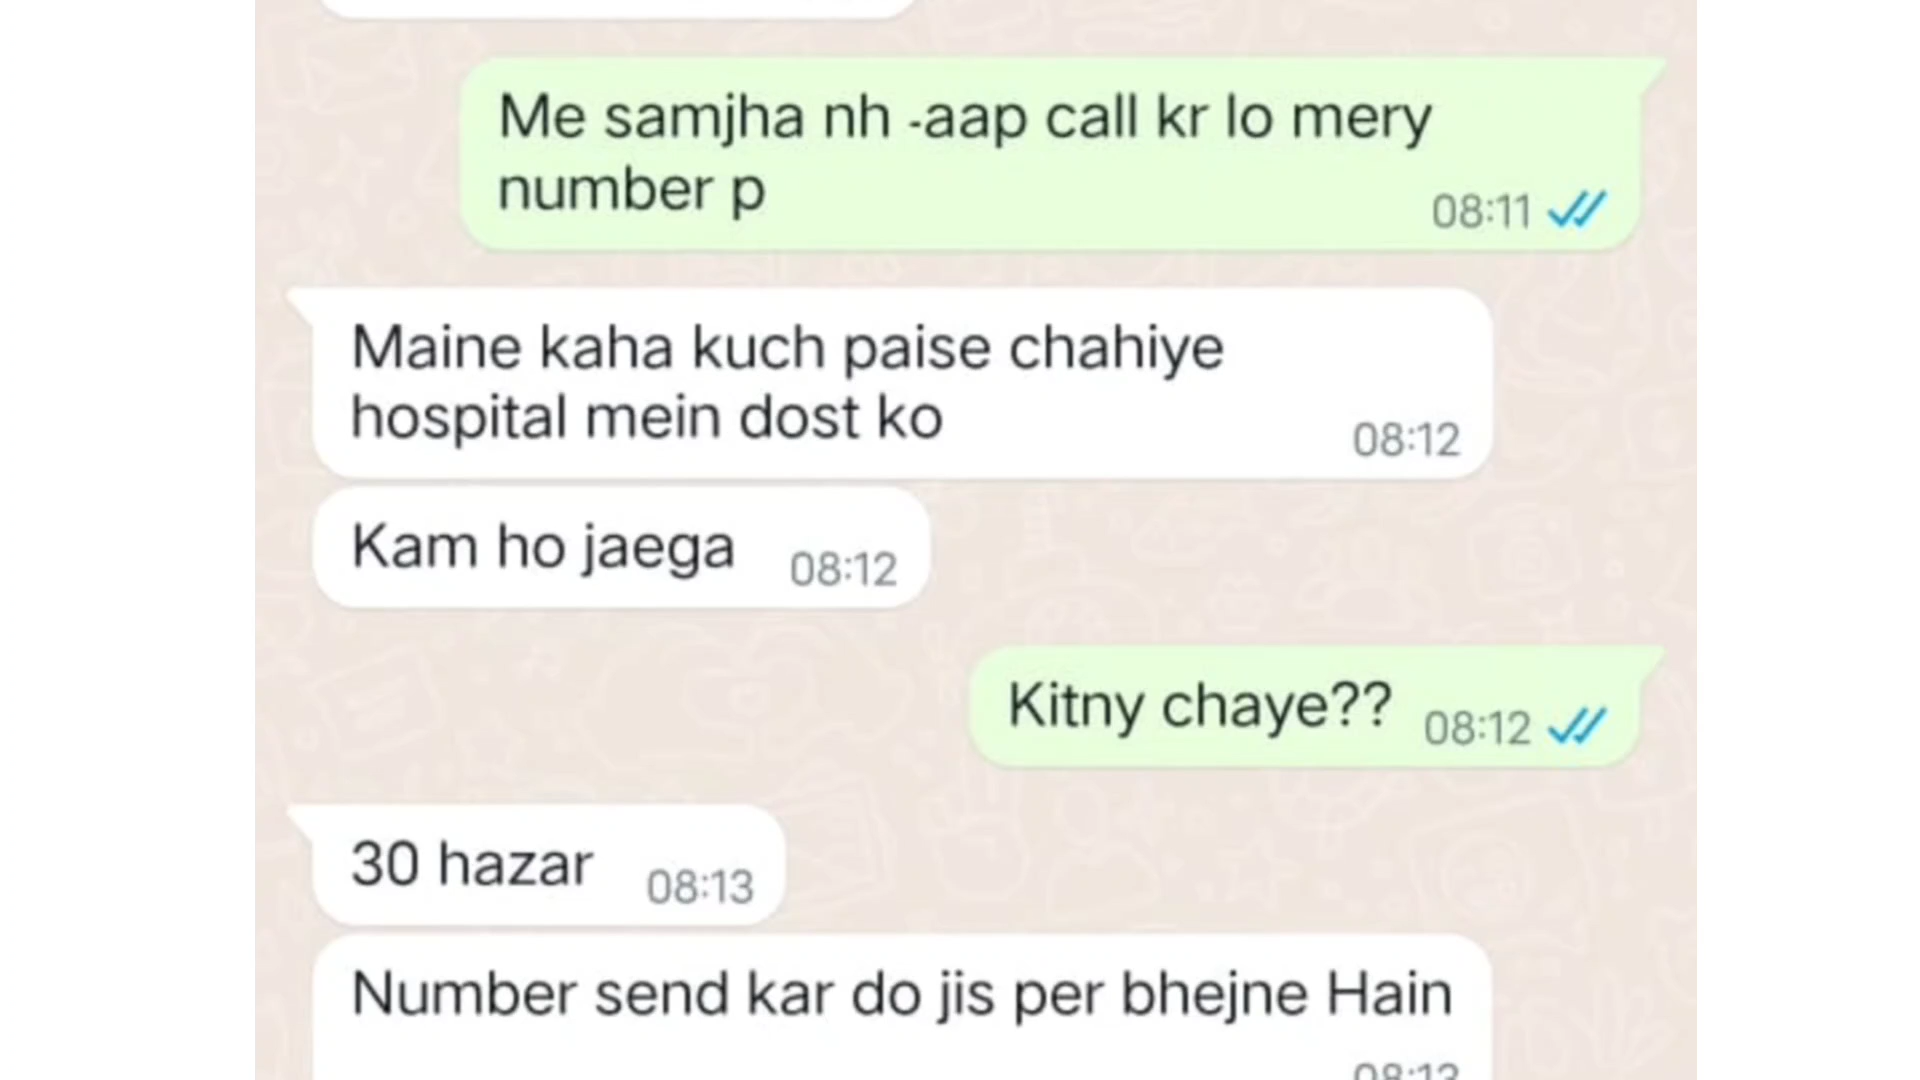 Me samjha nh -aap call kr lo mery
number p
08:11
Maine kaha kuch paise chahiye
hospital mein dost ko
08:12
Kam ho jaega 08:12
Kitny chaye?? 08:12
30 hazar 08:13
Number send kar do jis per bhejne Hain
08:13